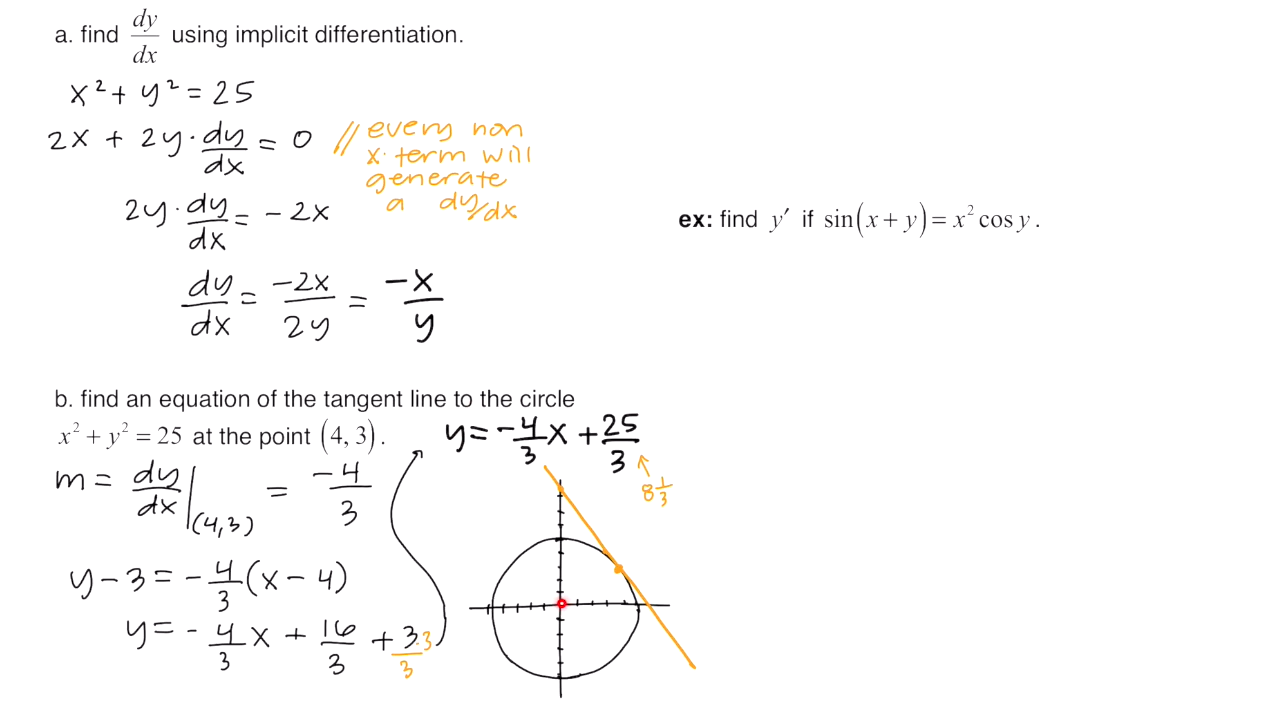 a. find dy/dx using implicit differentiation.
x² + y² = 25
2x + 2y · dy/dx = 0 // every non
x· term will
generate
a dy/dx
2y · dy/dx = -2x
dy/dx = -2x/2y = -x/y
b. find an equation of the tangent line to the circle
x² + y² = 25 at the point (4, 3).
m = dy/dx |(4,3) = -4/3
y - 3 = -4/3 (x - 4)
y = -4/3 x + 16/3 + 3·3/3
y = -4/3 x + 25/3
8 1/3
ex: find y′ if sin(x + y) = x² cos y.